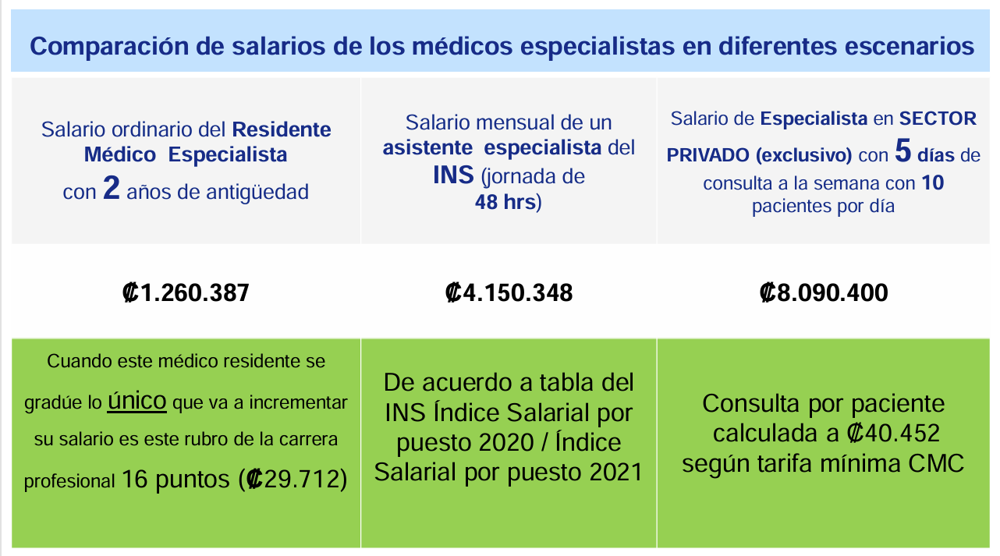 Comparación de salarios de los médicos especialistas en diferentes escenarios
Salario ordinario del Residente
Médico Especialista
con 2 años de antigüedad
Salario mensual de un
asistente especialista del
INS (jornada de
48 hrs)
Salario de Especialista en SECTOR
PRIVADO (exclusivo) con 5 días de
consulta a la semana con 10
pacientes por día
₡1.260.387
₡4.150.348
₡8.090.400
Cuando este médico residente se
gradúe lo único que va a incrementar
su salario es este rubro de la carrera
profesional 16 puntos (₡29.712)
De acuerdo a tabla del
INS Índice Salarial por
puesto 2020 / Índice
Salarial por puesto 2021
Consulta por paciente
calculada a ₡40.452
según tarifa mínima CMC